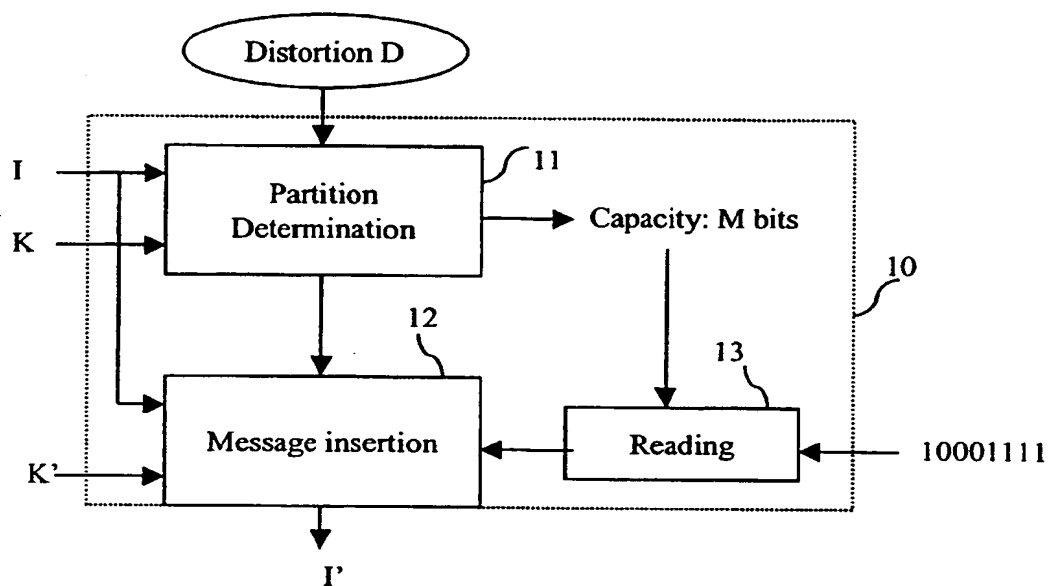 Distortion D
I
11
Partition
Determination
K
Capacity: M bits
10
12
13
Message insertion
Reading
10001111
K'
I'